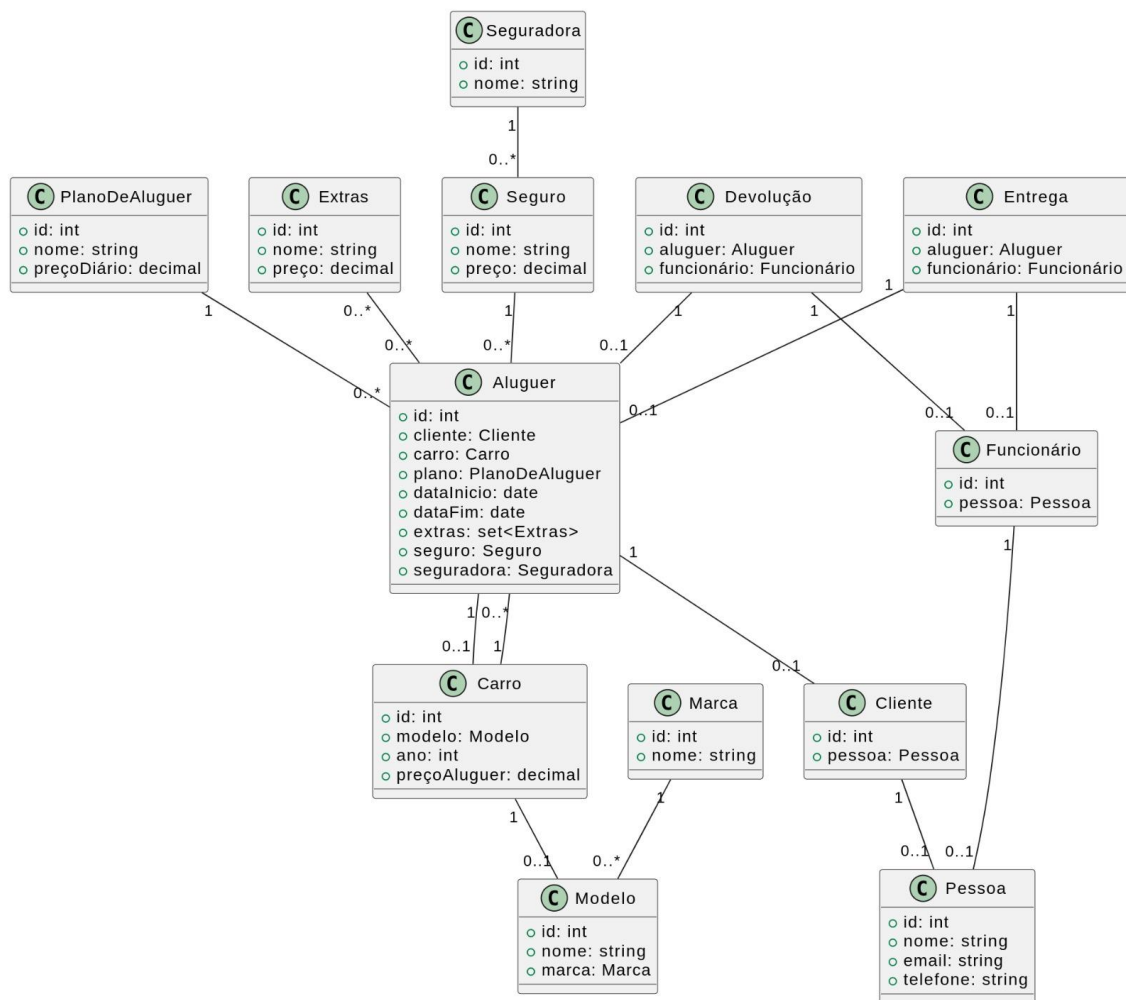 C Seguradora
id: int
nome: string
1
0..*
C PlanoDeAluguer
id: int
nome: string
preçoDiário: decimal
C Extras
id: int
nome: string
preço: decimal
C Seguro
id: int
nome: string
preço: decimal
C Devolução
id: int
aluguer: Aluguer
funcionário: Funcionário
C Entrega
id: int
aluguer: Aluguer
funcionário: Funcionário
1
0..*
0..*
0..*
1
0..*
1
0..1
1
0..1
1
0..1
1
0..1
C Aluguer
id: int
cliente: Cliente
carro: Carro
plano: PlanoDeAluguer
dataInicio: date
dataFim: date
extras: set<Extras>
seguro: Seguro
seguradora: Seguradora
C Funcionário
id: int
pessoa: Pessoa
1
0..1
0..*
1
1
0..1
1
0..1
C Carro
id: int
modelo: Modelo
ano: int
preçoAluguer: decimal
C Marca
id: int
nome: string
C Cliente
id: int
pessoa: Pessoa
1
0..1
1
0..*
1
0..1
C Modelo
id: int
nome: string
marca: Marca
C Pessoa
id: int
nome: string
email: string
telefone: string